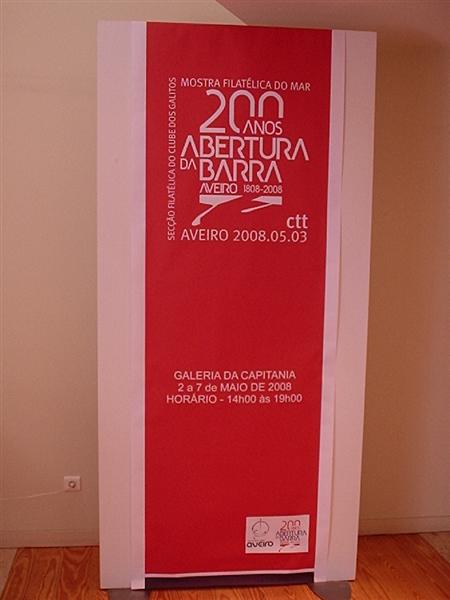 MOSTRA FILATÉLICA DO MAR
SECÇÃO FILATÉLICA DO CLUBE DOS GALITOS
200 ANOS
ABERTURA
DA BARRA
AVEIRO 1808-2008
ctt
AVEIRO 2008.05.03
GALERIA DA CAPITANIA
2 a 7 de MAIO DE 2008
HORÁRIO - 14h00 às 19h00
AVEIRO
200 ANOS
ABERTURA
DA BARRA